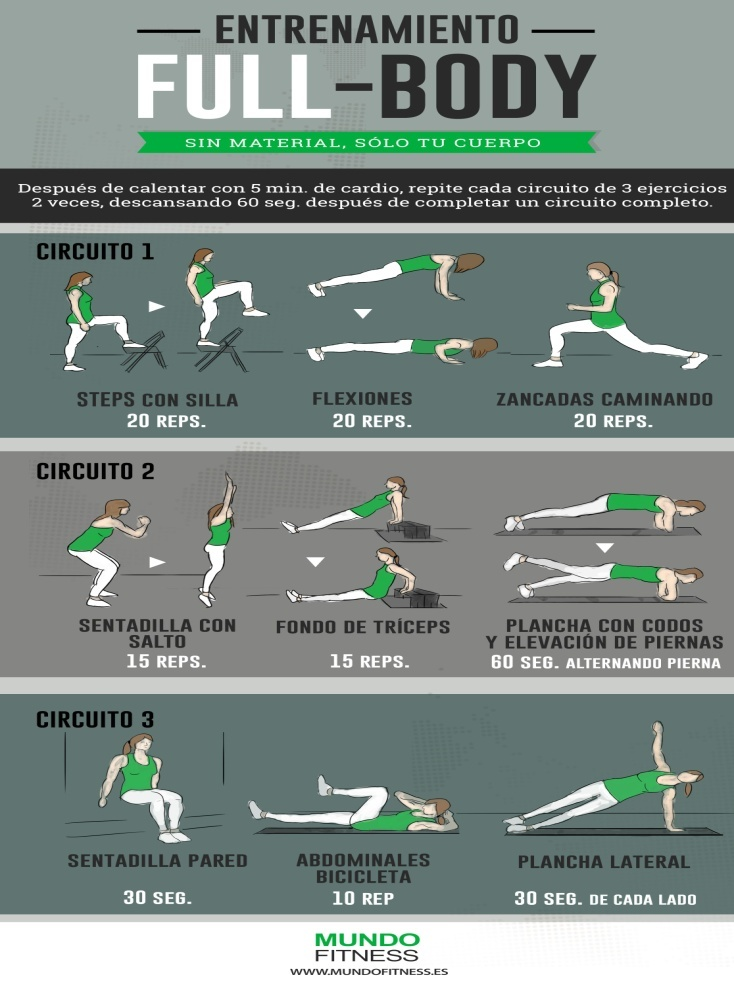 ENTRENAMIENTO
FULL-BODY
SIN MATERIAL, SÓLO TU CUERPO
Después de calentar con 5 min. de cardio, repite cada circuito de 3 ejercicios
2 veces, descansando 60 seg. después de completar un circuito completo.
CIRCUITO 1
STEPS CON SILLA
20 REPS.
FLEXIONES
20 REPS.
ZANCADAS CAMINANDO
20 REPS.
CIRCUITO 2
SENTADILLA CON
SALTO
15 REPS.
FONDO DE TRÍCEPS
15 REPS.
PLANCHA CON CODOS
Y ELEVACIÓN DE PIERNAS
60 SEG. ALTERNANDO PIERNA
CIRCUITO 3
SENTADILLA PARED
30 SEG.
ABDOMINALES
BICICLETA
10 REP
PLANCHA LATERAL
30 SEG. DE CADA LADO
MUNDO
FITNESS
WWW.MUNDOFITNESS.ES